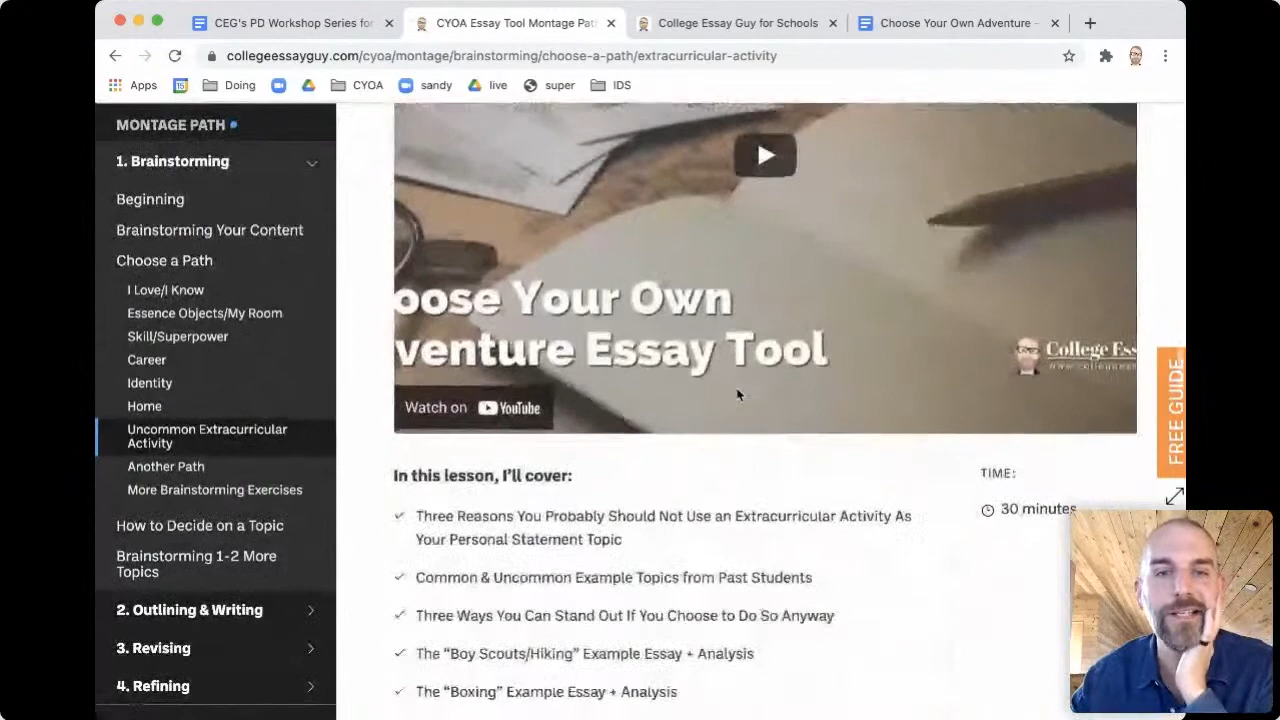 CEG's PD Workshop Series for
CYOA Essay Tool Montage Pat
College Essay Guy for Schools
Choose Your Own Adventure -
collegeessayguy.com/cyoa/montage/brainstorming/choose-a-path/extracurricular-activity
Apps
15
Doing
CYOA
sandy
live
super
IDS
MONTAGE PATH
1. Brainstorming
Beginning
Brainstorming Your Content
Choose a Path
I Love/I Know
Essence Objects/My Room
Skill/Superpower
Career
Identity
Home
Uncommon Extracurricular
Activity
Another Path
More Brainstorming Exercises
How to Decide on a Topic
Brainstorming 1-2 More
Topics
2. Outlining & Writing
3. Revising
4. Refining
oose Your Own
venture Essay Tool
College Ess
Watch on YouTube
FREE GUIDE
In this lesson, I'll cover:
Three Reasons You Probably Should Not Use an Extracurricular Activity As
Your Personal Statement Topic
Common & Uncommon Example Topics from Past Students
Three Ways You Can Stand Out If You Choose to Do So Anyway
The “Boy Scouts/Hiking” Example Essay + Analysis
The “Boxing” Example Essay + Analysis
TIME:
30 minutes